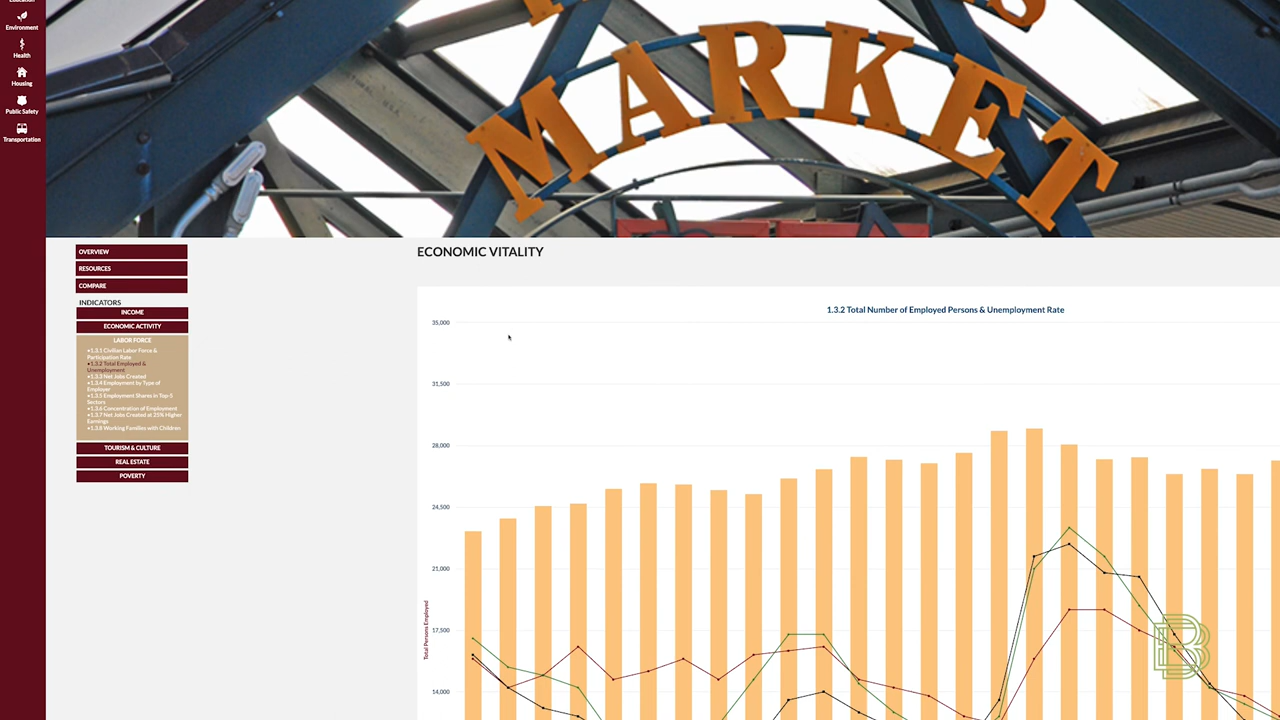 Education
Environment
Health
Housing
Public Safety
Transportation
MARKET
OVERVIEW
RESOURCES
COMPARE
INDICATORS
INCOME
ECONOMIC ACTIVITY
LABOR FORCE
•1.3.1 Civilian Labor Force &
Participation Rate
•1.3.2 Total Employed &
Unemployment
•1.3.3 Net Jobs Created
•1.3.4 Employment by Type of
Employer
•1.3.5 Employment Shares in Top 5
Sectors
•1.3.6 Concentration of Employment
•1.3.7 Net Jobs Created at 25% Higher
Earnings
•1.3.8 Working Families with Children
TOURISM & CULTURE
REAL ESTATE
POVERTY
ECONOMIC VITALITY
1.3.2 Total Number of Employed Persons & Unemployment Rate
35,000
31,500
28,000
24,500
21,000
17,500
14,000
Total Persons Employed
B